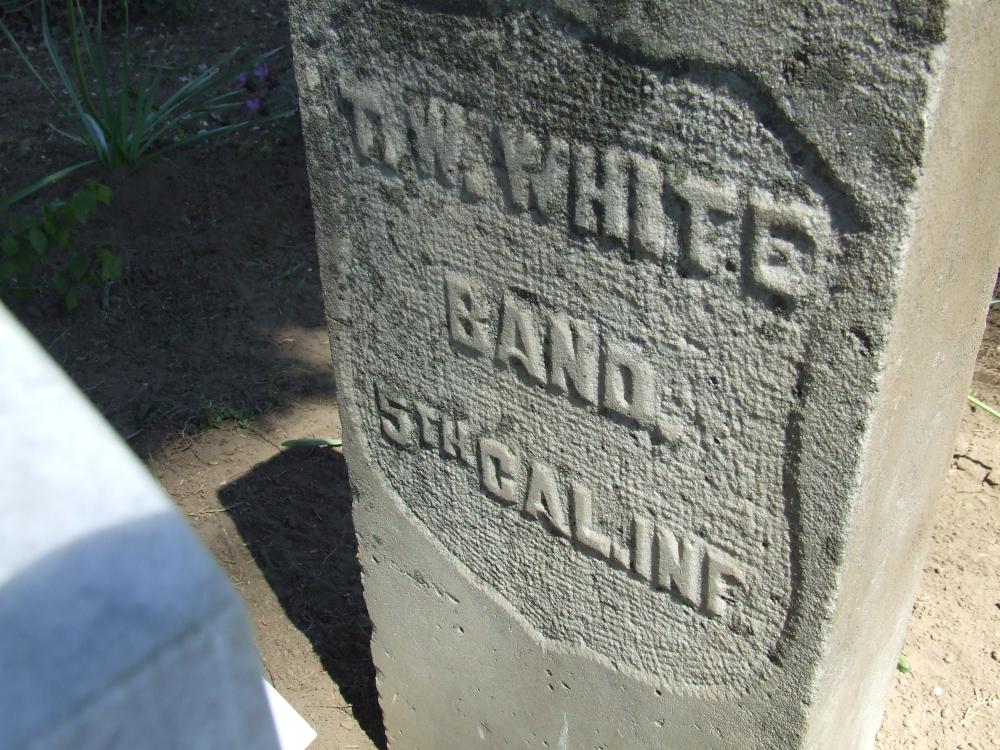 WHITE
BAND,
5TH CAL. INF.